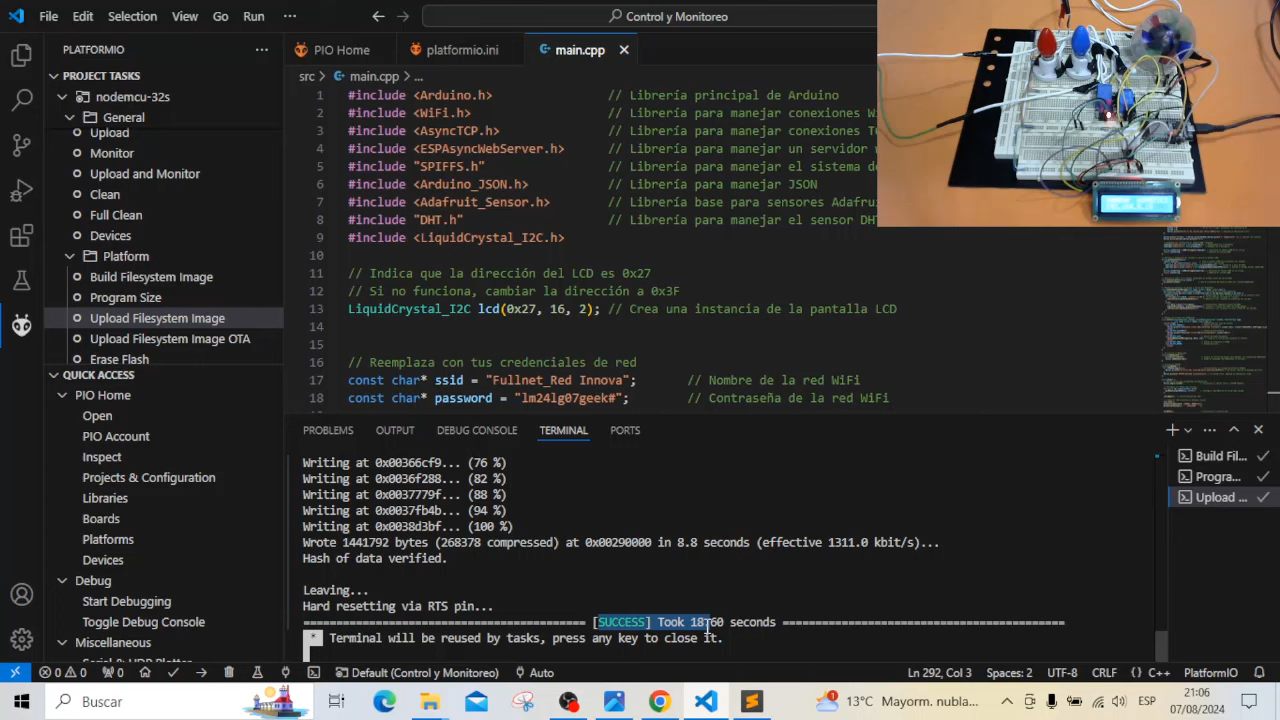 File Edit Selection View Go Run ··· Control y Monitoreo
PLATFORMIO ···
PROJECT TASKS
nodemcu-32s
General
Upload
Monitor
Upload and Monitor
Clean
Full Clean
Devices
Platform
Build Filesystem Image
Program Size
Upload Filesystem Image
Upload Filesystem Image OTA
Erase Flash
QUICK ACCESS
PIO Home
Open
PIO Account
Inspect
Projects & Configuration
Libraries
Boards
Platforms
Devices
Debug
Start Debugging
Toggle Debug Console
Miscellaneous
PIO Home platformio.ini main.cpp
src > main.cpp > ...
1 #include <Arduino.h> // Librería principal de Arduino
2 #include <WiFi.h> // Librería para manejar conexiones Wi
3 #include <AsyncTCP.h> // Librería para manejar conexiones T
4 #include <ESPAsyncWebServer.h> // Librería para manejar un servidor
5 #include "SPIFFS.h" // Librería para manejar el sistema de
6 #include <Arduino_JSON.h> // Librería para manejar JSON
7 #include <Adafruit_Sensor.h> // Librería base para sensores Adafru
8 #include "DHT.h" // Librería para manejar el sensor DHT
9 #include <LiquidCrystal_I2C.h>
10
11 // Indica que la dirección del LCD es 0x27
12 // Si no funciona, cambiar la dirección de 0x3F
13 LiquidCrystal_I2C LCD(0x27, 16, 2); // Crea una instancia para pantalla LCD
14
15
16 // Reemplaza con tus credenciales de red
17 const char* ssid = "Fullnet_Red Innova"; // Nombre de la red WiFi
18 const char* password = "lm24lg07geek#"; // Contraseña de la red WiFi
PROBLEMS OUTPUT DEBUG CONSOLE TERMINAL PORTS
Writing at 0x00366cf9... (76 %)
Writing at 0x0036f288... (82 %)
Writing at 0x0037779f... (88 %)
Writing at 0x0037fb4b... (94 %)
Writing at 0x0038d3bf... (100 %)
Wrote 1441792 bytes (268378 compressed) at 0x00290000 in 8.8 seconds (effective 1311.0 kbit/s)...
Hash of data verified.
Leaving...
Hard resetting via RTS pin...
[SUCCESS] Took 18.60 seconds
* Terminal will be reused by tasks, press any key to close it.
Build Fil...
Progra...
Upload ...
0 0 0 Default (Control y Monitoreo) Auto Ln 292, Col 3 Spaces: 2 UTF-8 CRLF {} C++ PlatformIO
Buscar 1 13°C Mayorm. nubla... ESP 21:06
07/08/2024